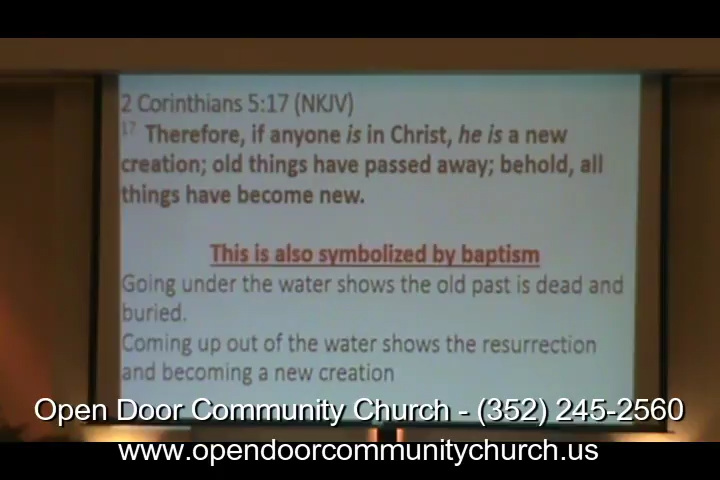 2 Corinthians 5:17 (NKJV)
17 Therefore, if anyone is in Christ, he is a new
creation; old things have passed away; behold, all
things have become new.
This is also symbolized by baptism
Going under the water shows the old past is dead and
buried.
Coming up out of the water shows the resurrection
and becoming a new creation
Open Door Community Church - (352) 245-2560
www.opendoorcommunitychurch.us